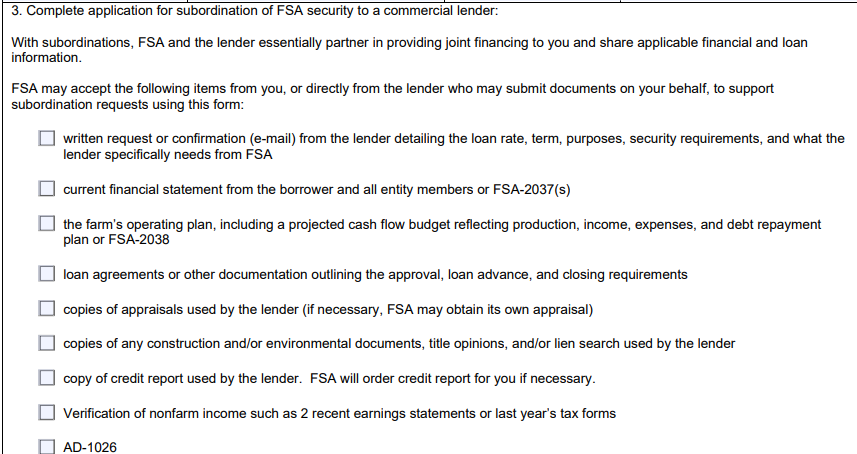 3. Complete application for subordination of FSA security to a commercial lender:
With subordinations, FSA and the lender essentially partner in providing joint financing to you and share applicable financial and loan
information.
FSA may accept the following items from you, or directly from the lender who may submit documents on your behalf, to support
subordination requests using this form:
written request or confirmation (e-mail) from the lender detailing the loan rate, term, purposes, security requirements, and what the
lender specifically needs from FSA
current financial statement from the borrower and all entity members or FSA-2037(s)
the farm's operating plan, including a projected cash flow budget reflecting production, income, expenses, and debt repayment
plan or FSA-2038
loan agreements or other documentation outlining the approval, loan advance, and closing requirements
copies of appraisals used by the lender (if necessary, FSA may obtain its own appraisal)
copies of any construction and/or environmental documents, title opinions, and/or lien search used by the lender
copy of credit report used by the lender.  FSA will order credit report for you if necessary.
Verification of nonfarm income such as 2 recent earnings statements or last year's tax forms
AD-1026